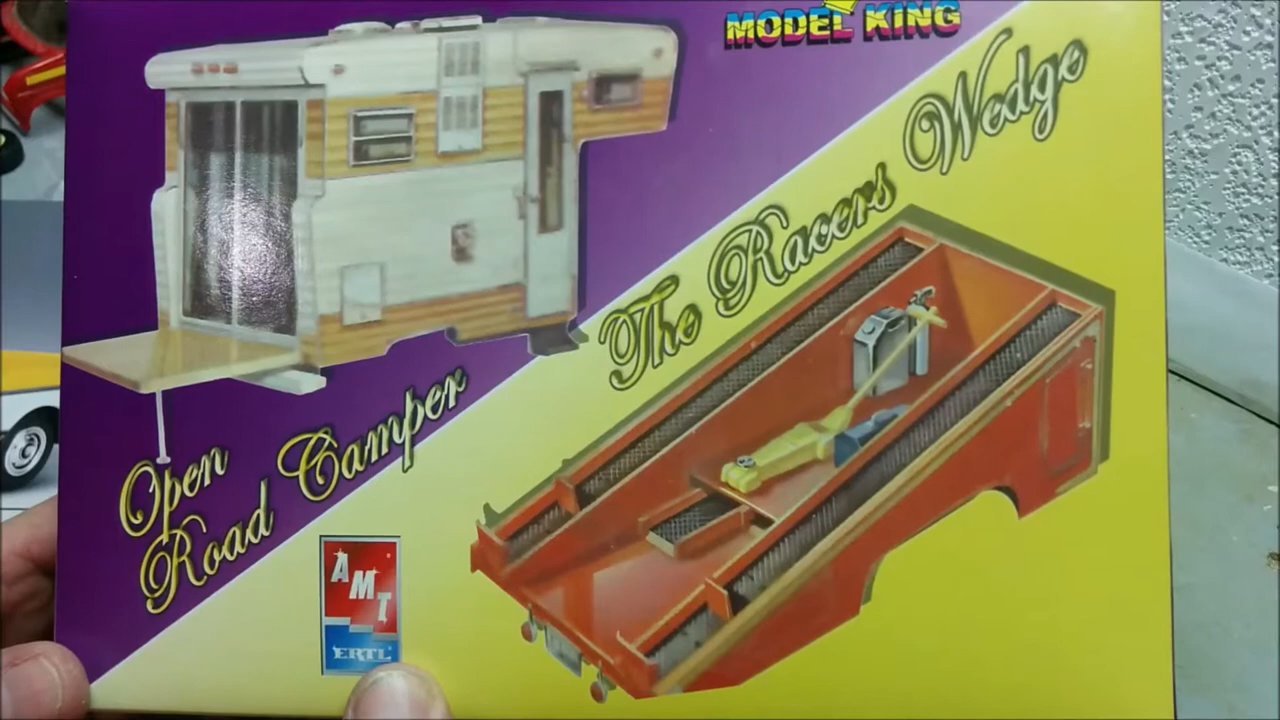 MODEL KING
The Racers Wedge
Open
Road Camper
AMT
ERTL